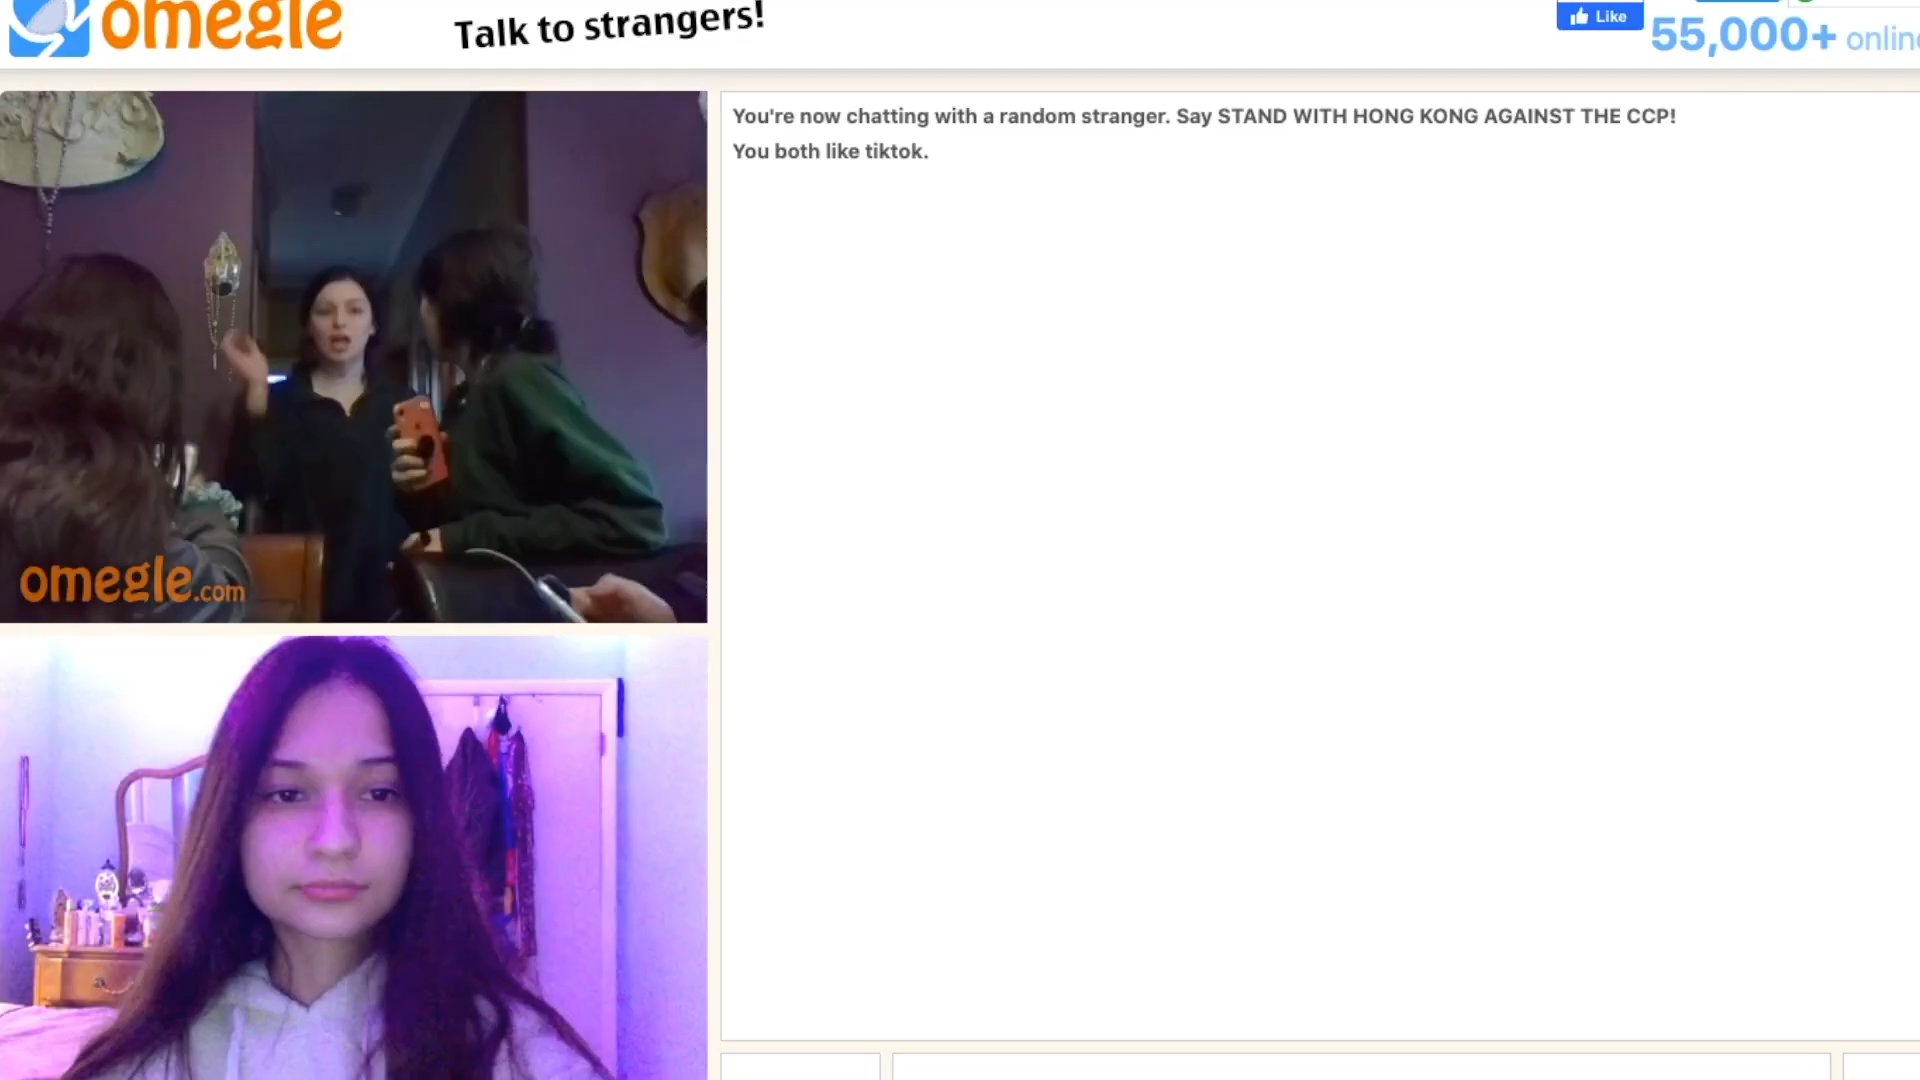 omegle
Talk to strangers!
Like
55,000+ online
You're now chatting with a random stranger. Say STAND WITH HONG KONG AGAINST THE CCP!
You both like tiktok.
omegle.com